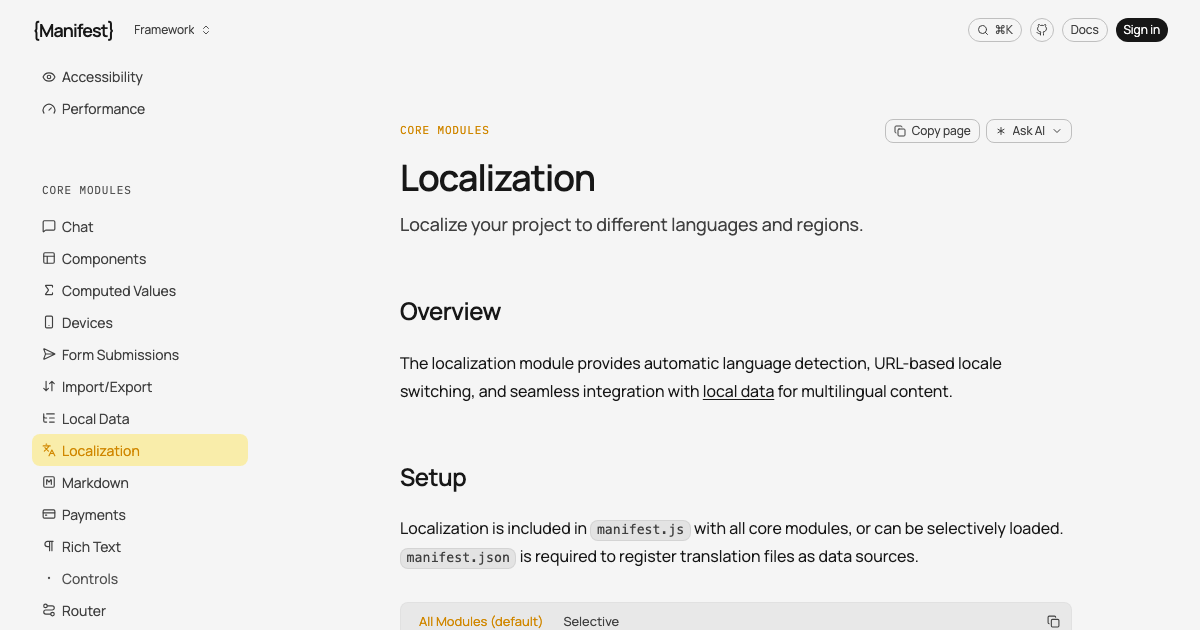 {Manifest}
Framework
⌘K
Docs
Sign in
Accessibility
Performance
CORE MODULES
Chat
Components
Computed Values
Devices
Form Submissions
Import/Export
Local Data
Localization
Markdown
Payments
Rich Text
Controls
Router
CORE MODULES
Copy page
Ask AI
Localization
Localize your project to different languages and regions.
Overview
The localization module provides automatic language detection, URL-based locale
switching, and seamless integration with local data for multilingual content.
Setup
Localization is included in manifest.js with all core modules, or can be selectively loaded.
manifest.json is required to register translation files as data sources.
All Modules (default)
Selective